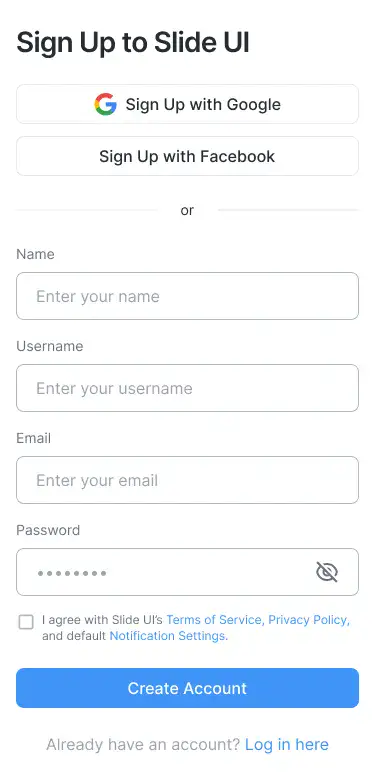 Sign Up to Slide UI
Sign Up with Google
Sign Up with Facebook
or
Name
Enter your name
Username
Enter your username
Email
Enter your email
Password
••••••••
I agree with Slide UI's Terms of Service, Privacy Policy,
and default Notification Settings.
Create Account
Already have an account? Log in here